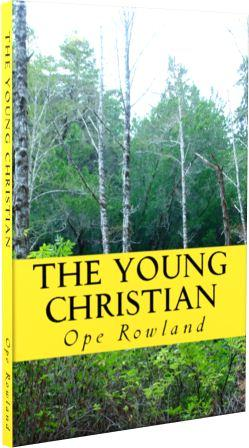 THE YOUNG CHRISTIAN
Ope Rowland
THE YOUNG
CHRISTIAN
Ope Rowland